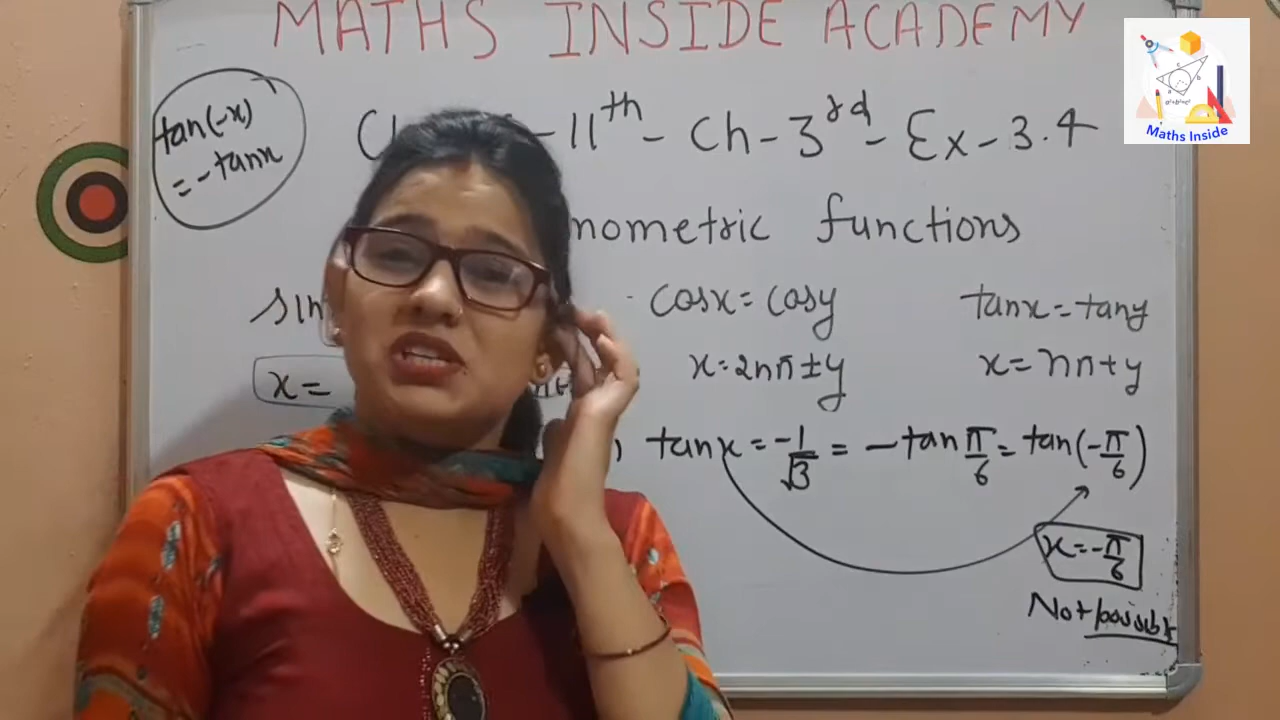 MATHS INSIDE ACADEMY
tan(-x)
= - tanx
11th - Ch - 3rd - Ex - 3.4
nometric functions
sin
cosx = cosy
tanx = tany
x =
x = 2nπ ± y
x = nπ + y
tanx = -1/√3 = -tan π/6 = tan(-π/6)
x = -π/6
Not possible
Maths Inside